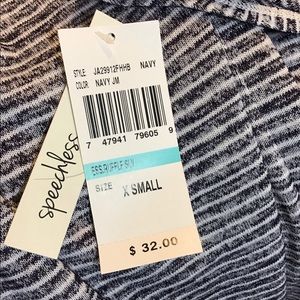 STYLE JA29912FHHB NAVY
COLOR NAVY JM
7 47941 79605 9
SIZE X SMALL
$ 32.00
speechless